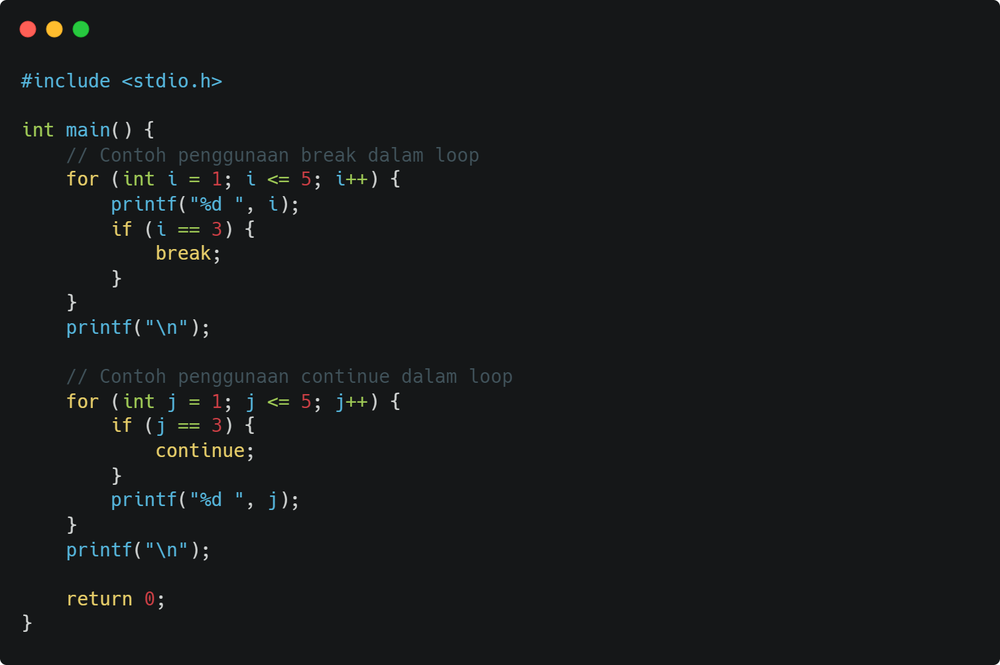 #include <stdio.h>

int main() {
    // Contoh penggunaan break dalam loop
    for (int i = 1; i <= 5; i++) {
        printf("%d ", i);
        if (i == 3) {
            break;
        }
    }
    printf("\n");

    // Contoh penggunaan continue dalam loop
    for (int j = 1; j <= 5; j++) {
        if (j == 3) {
            continue;
        }
        printf("%d ", j);
    }
    printf("\n");

    return 0;
}